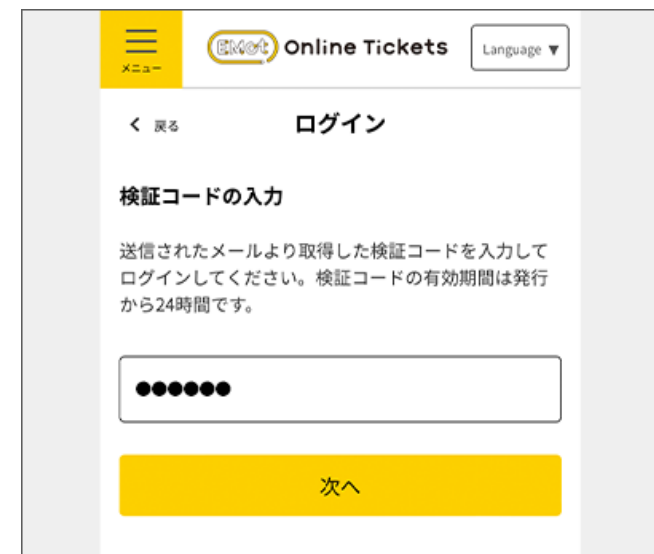 メニュー
EMot Online Tickets
Language ▼
戻る
ログイン
検証コードの入力
送信されたメールより取得した検証コードを入力して
ログインしてください。検証コードの有効期間は発行
から24時間です。
●●●●●●
次へ